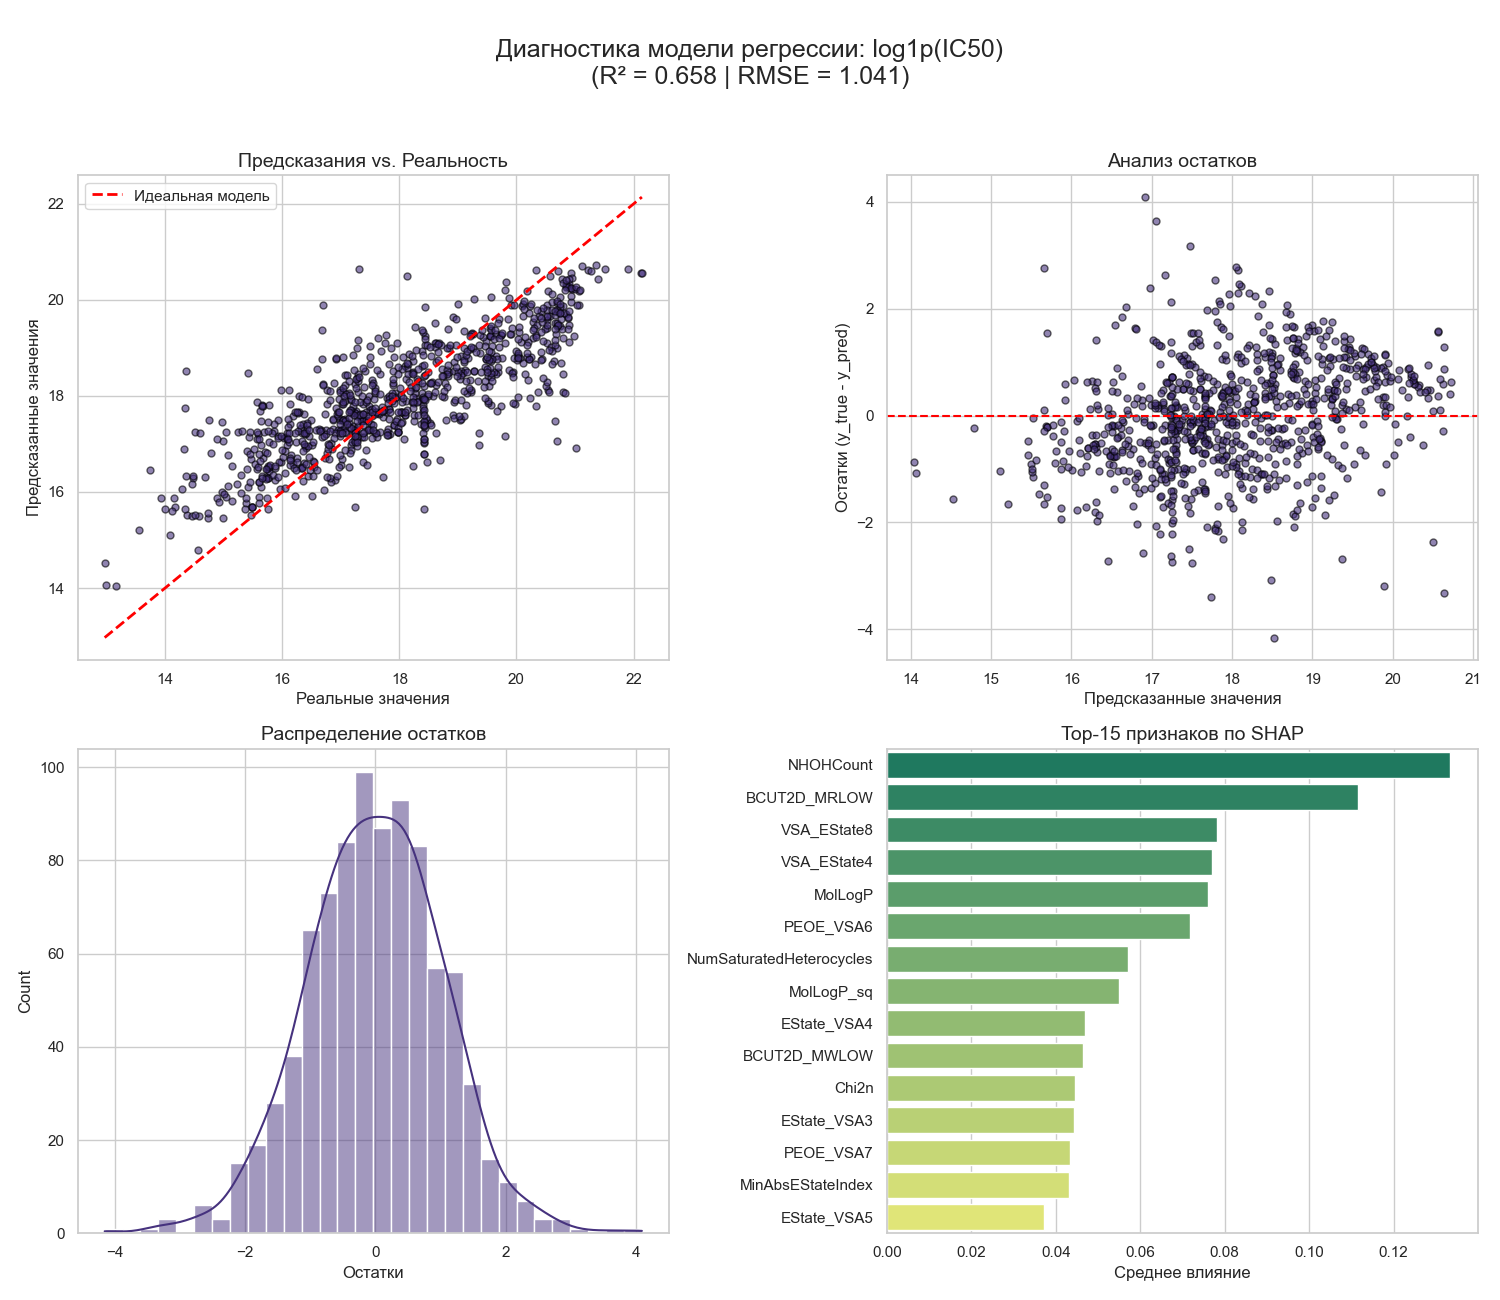 Диагностика модели регрессии: log1p(IC50)
(R² = 0.658 | RMSE = 1.041)
Предсказания vs. Реальность
Идеальная модель
Предсказанные значения
22
20
18
16
14
14
16
18
20
22
Реальные значения
Анализ остатков
Остатки (y_true - y_pred)
4
2
0
−2
−4
14
15
16
17
18
19
20
21
Предсказанные значения
Распределение остатков
Count
100
80
60
40
20
0
−4
−2
0
2
4
Остатки
Top-15 признаков по SHAP
NHOHCount
BCUT2D_MRLOW
VSA_EState8
VSA_EState4
MolLogP
PEOE_VSA6
NumSaturatedHeterocycles
MolLogP_sq
EState_VSA4
BCUT2D_MWLOW
Chi2n
EState_VSA3
PEOE_VSA7
MinAbsEStateIndex
EState_VSA5
0.00
0.02
0.04
0.06
0.08
0.10
0.12
Среднее влияние